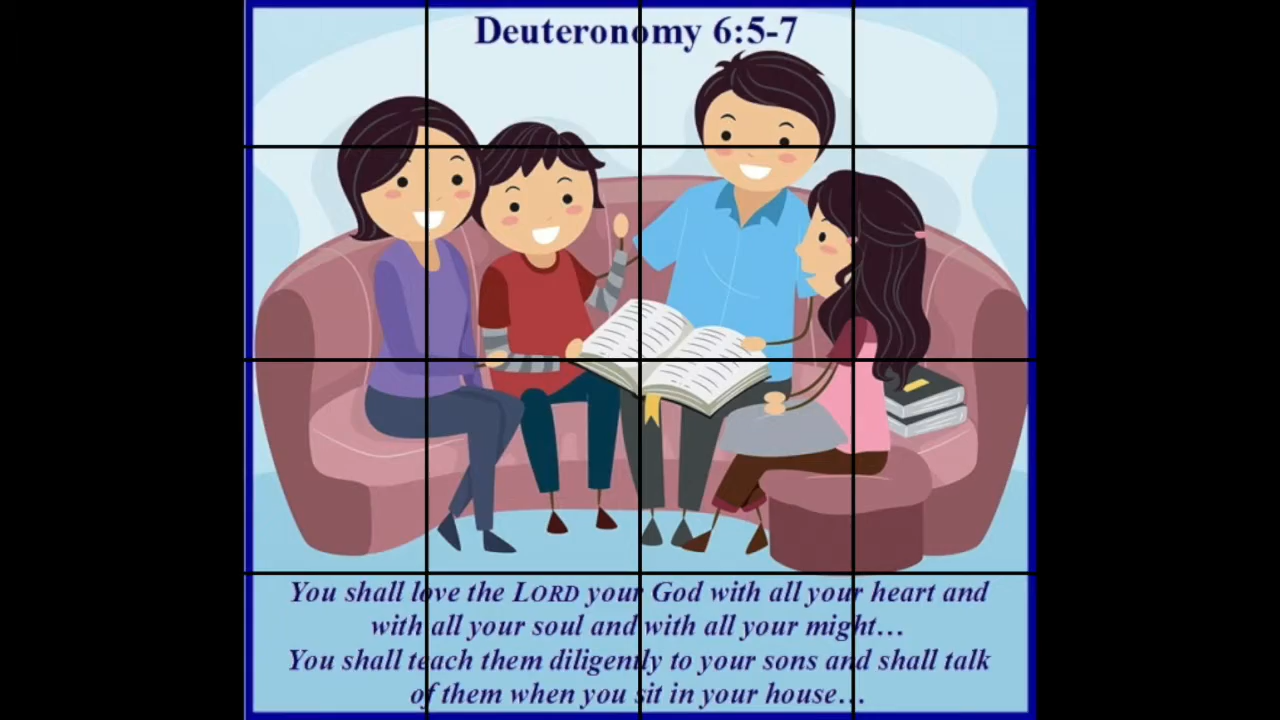 Deuteronomy 6:5-7
You shall love the LORD your God with all your heart and
with all your soul and with all your might…
You shall teach them diligently to your sons and shall talk
of them when you sit in your house…